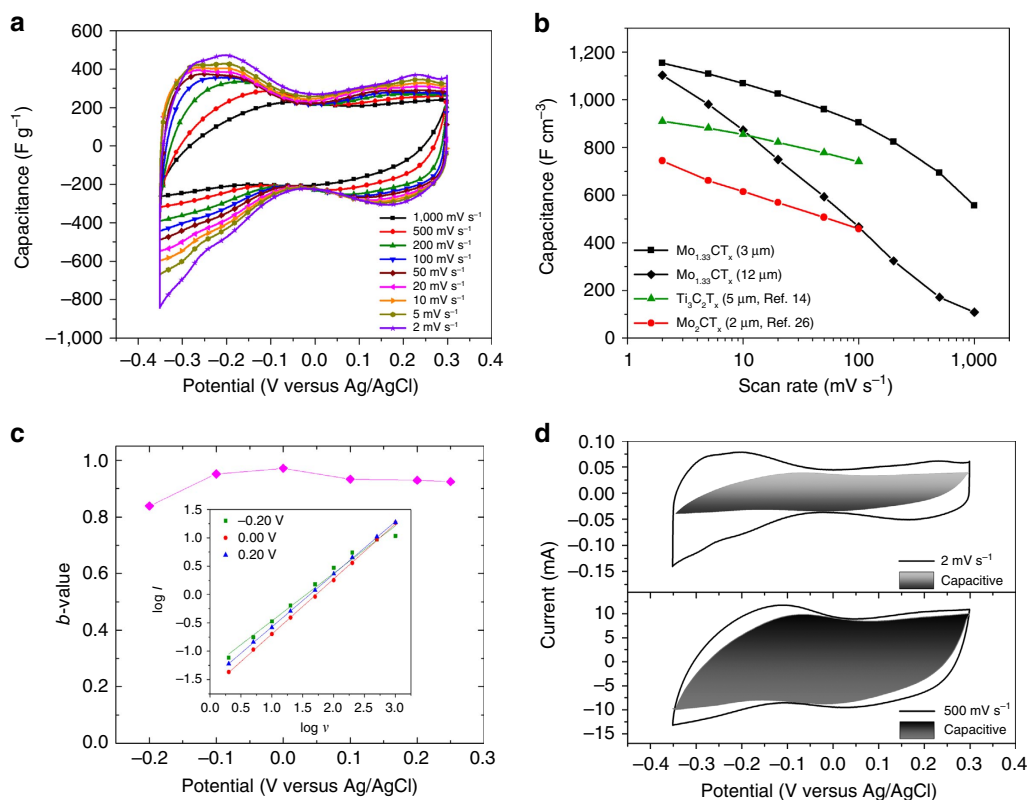 a
Capacitance (F g⁻¹)
600
400
200
0
−200
−400
−600
−800
−1,000
1,000 mV s⁻¹
500 mV s⁻¹
200 mV s⁻¹
100 mV s⁻¹
50 mV s⁻¹
20 mV s⁻¹
10 mV s⁻¹
5 mV s⁻¹
2 mV s⁻¹
−0.4 −0.3 −0.2 −0.1 0.0 0.1 0.2 0.3 0.4
Potential (V versus Ag/AgCl)
b
Capacitance (F cm⁻³)
1,200
1,000
800
600
400
200
0
Mo₁.₃₃CTₓ (3 μm)
Mo₁.₃₃CTₓ (12 μm)
Ti₃C₂Tₓ (5 μm, Ref. 14)
Mo₂CTₓ (2 μm, Ref. 26)
1 10 100 1,000
Scan rate (mV s⁻¹)
c
b-value
1.0
0.8
0.6
0.4
0.2
0.0
−0.20 V
0.00 V
0.20 V
log I
1.5
1.0
0.5
0.0
−0.5
−1.0
−1.5
0.0 0.5 1.0 1.5 2.0 2.5 3.0
log v
−0.2 −0.1 0.0 0.1 0.2 0.3
Potential (V versus Ag/AgCl)
d
Current (mA)
0.10
0.05
0.00
−0.05
−0.10
2 mV s⁻¹
Capacitive
10
5
0
−5
−10
−15
500 mV s⁻¹
Capacitive
−0.4 −0.3 −0.2 −0.1 0.0 0.1 0.2 0.3 0.4
Potential (V versus Ag/AgCl)